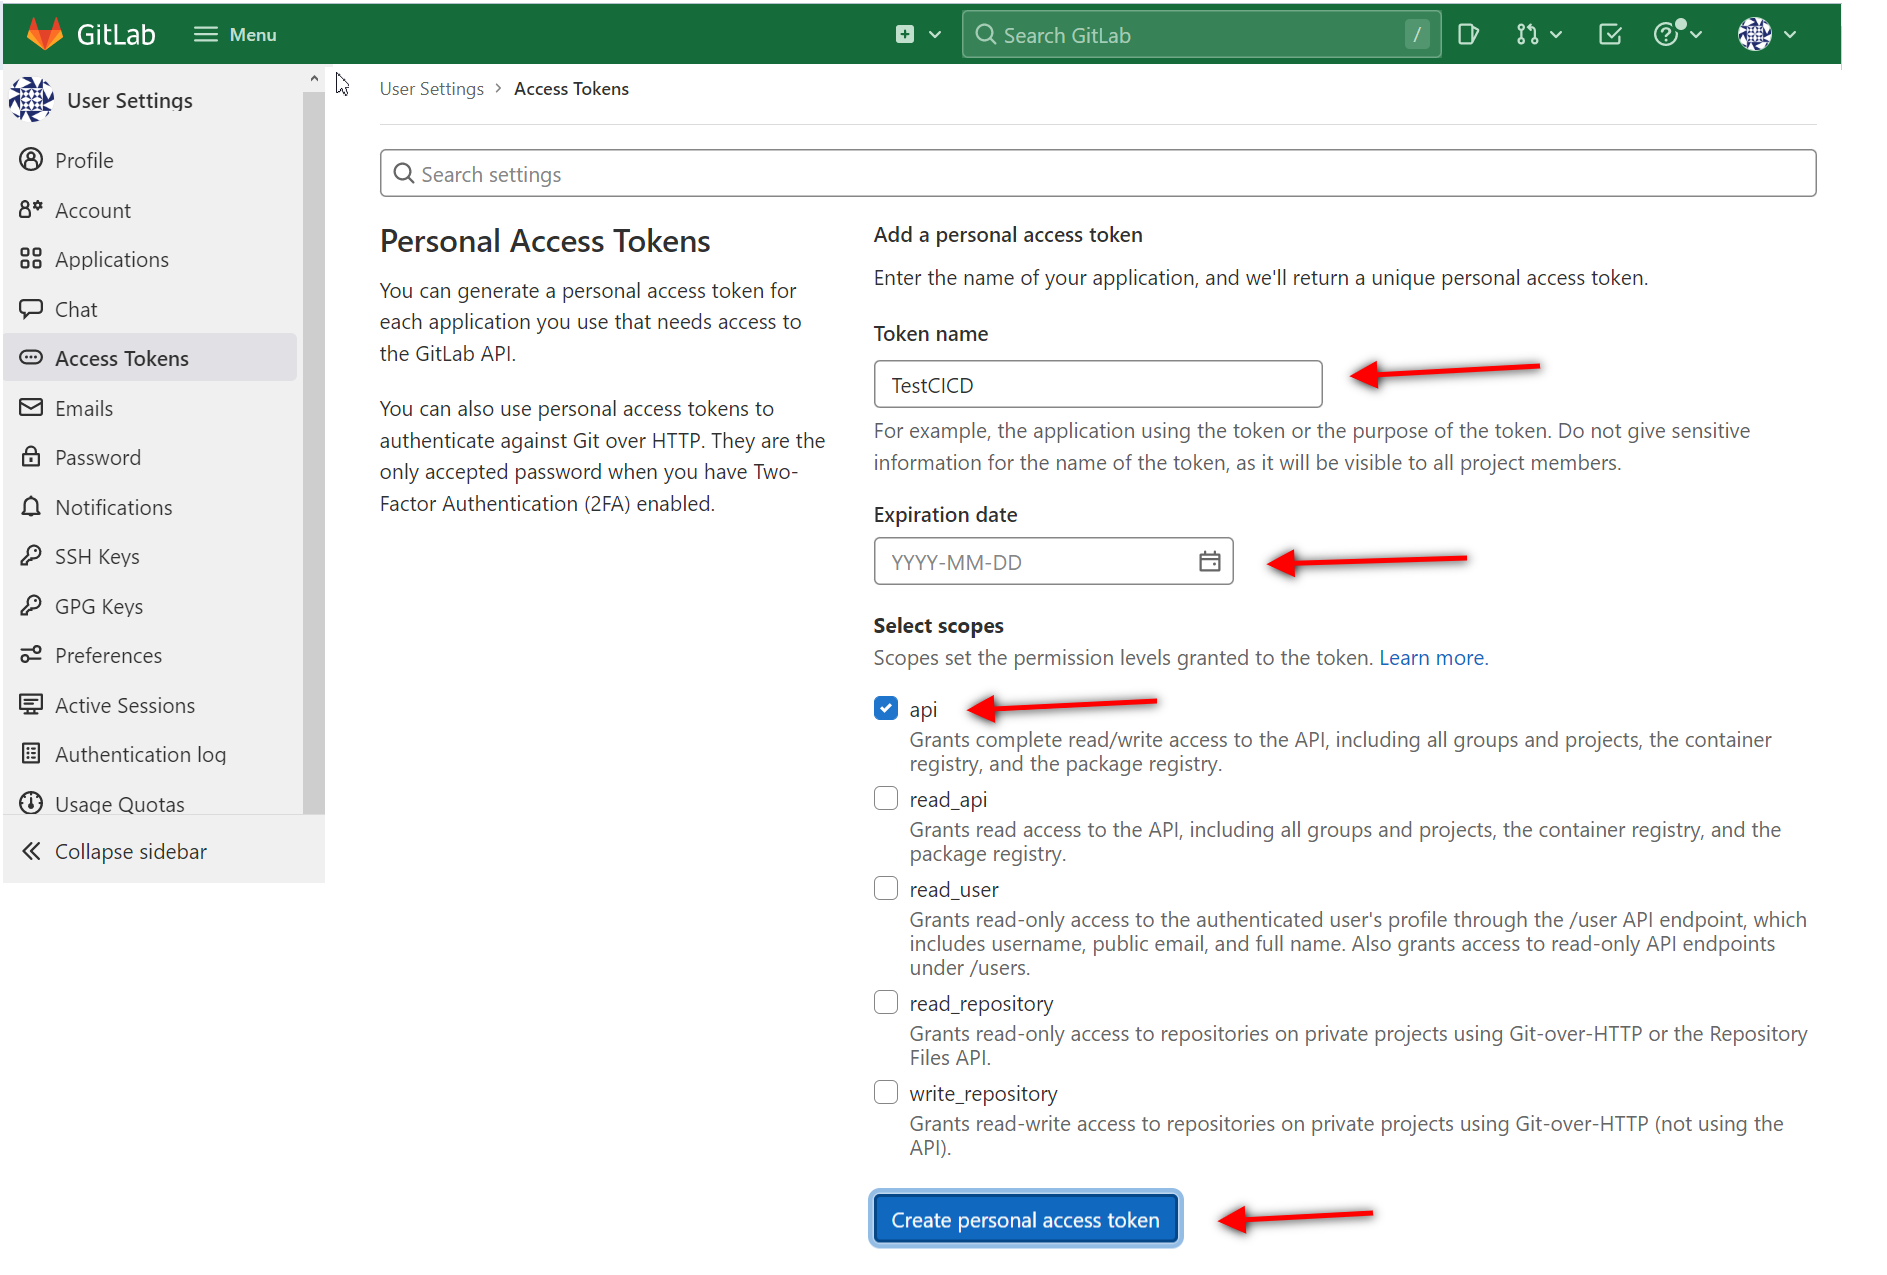 GitLab
Menu
Search GitLab
/
User Settings
Profile
Account
Applications
Chat
Access Tokens
Emails
Password
Notifications
SSH Keys
GPG Keys
Preferences
Active Sessions
Authentication log
Usage Quotas
Collapse sidebar
User Settings › Access Tokens
Search settings
Personal Access Tokens
You can generate a personal access token for
each application you use that needs access to
the GitLab API.
You can also use personal access tokens to
authenticate against Git over HTTP. They are the
only accepted password when you have Two-
Factor Authentication (2FA) enabled.
Add a personal access token
Enter the name of your application, and we'll return a unique personal access token.
Token name
TestCICD
For example, the application using the token or the purpose of the token. Do not give sensitive
information for the name of the token, as it will be visible to all project members.
Expiration date
YYYY-MM-DD
Select scopes
Scopes set the permission levels granted to the token. Learn more.
api
Grants complete read/write access to the API, including all groups and projects, the container
registry, and the package registry.
read_api
Grants read access to the API, including all groups and projects, the container registry, and the
package registry.
read_user
Grants read-only access to the authenticated user's profile through the /user API endpoint, which
includes username, public email, and full name. Also grants access to read-only API endpoints
under /users.
read_repository
Grants read-only access to repositories on private projects using Git-over-HTTP or the Repository
Files API.
write_repository
Grants read-write access to repositories on private projects using Git-over-HTTP (not using the
API).
Create personal access token